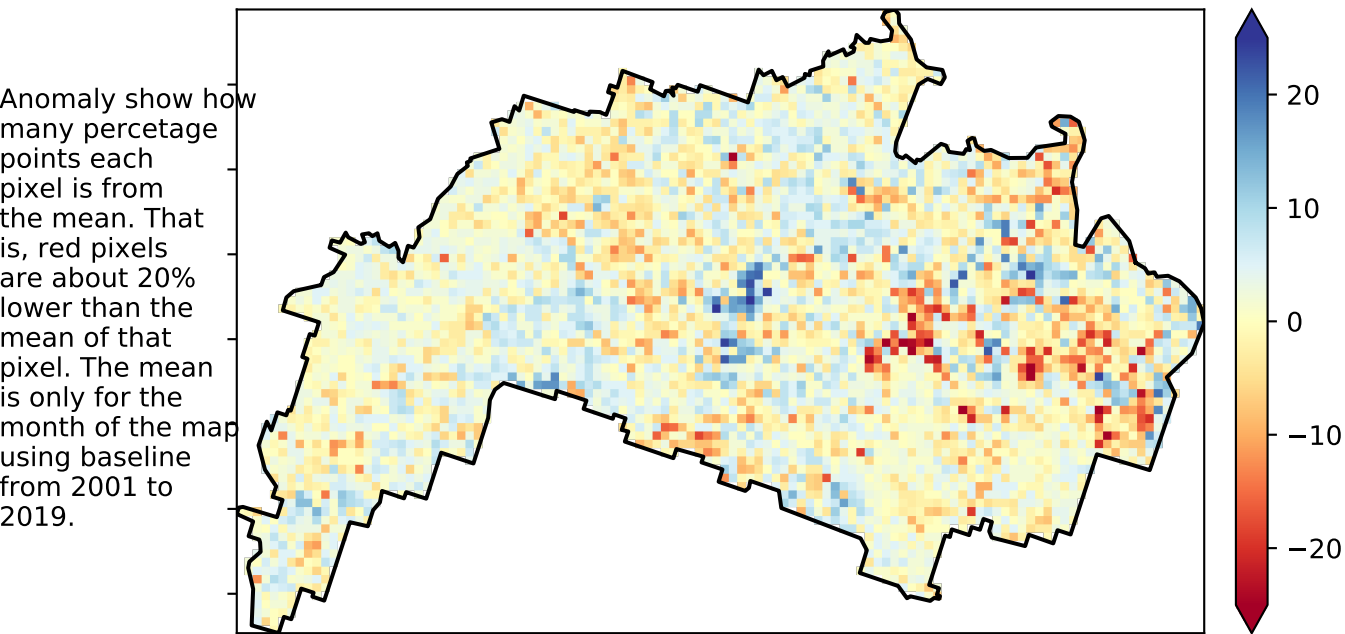 Anomaly show how
many percetage
points each
pixel is from
the mean. That
is, red pixels
are about 20%
lower than the
mean of that
pixel. The mean
is only for the
month of the map
using baseline
from 2001 to
2019.
20
10
0
−10
−20